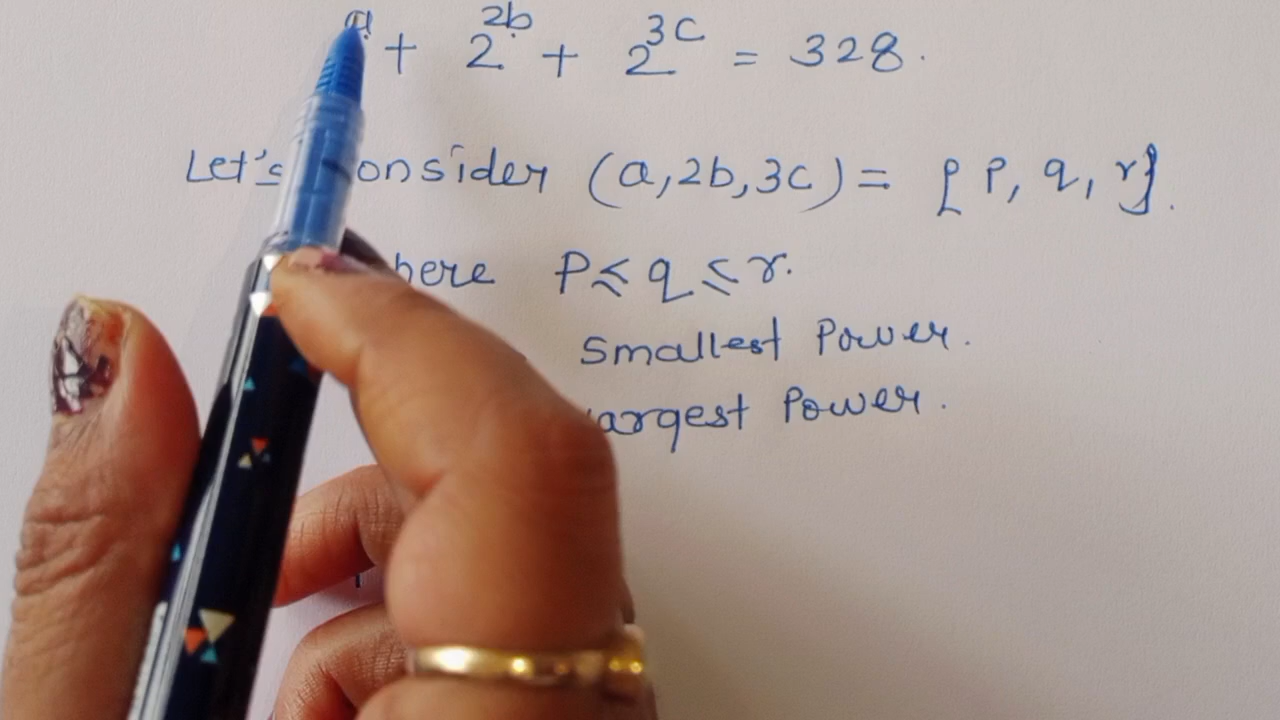 a + 2^2b + 2^3c = 328.
Let's onsider (a, 2b, 3c) = {p, q, r}.
here P ≤ q ≤ r.
Smallest Power.
argest Power.